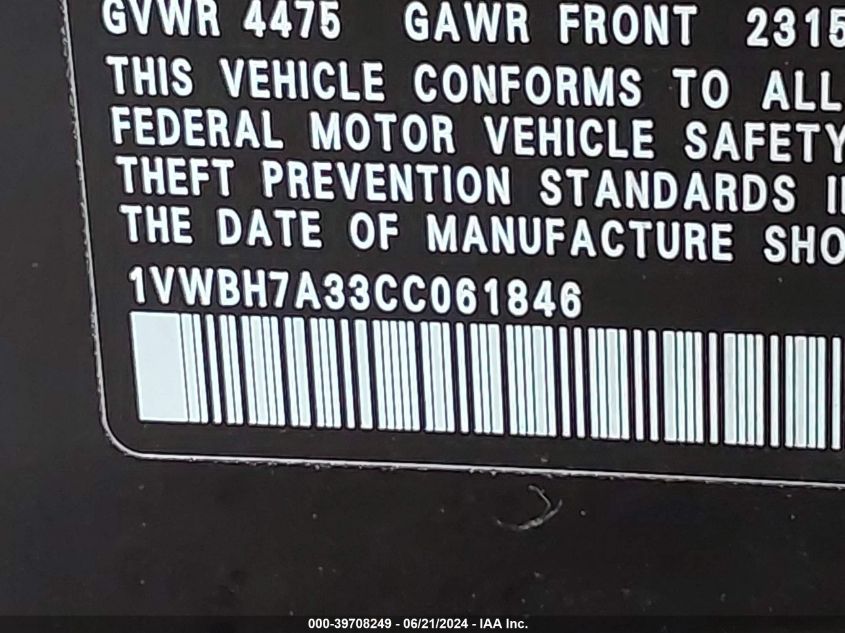 GVWR 4475 GAWR FRONT 2315
THIS VEHICLE CONFORMS TO ALL
FEDERAL MOTOR VEHICLE SAFETY
THEFT PREVENTION STANDARDS
THE DATE OF MANUFACTURE SHO
1VWBH7A33CC061846
000-39708249 - 06/21/2024 - IAA Inc.